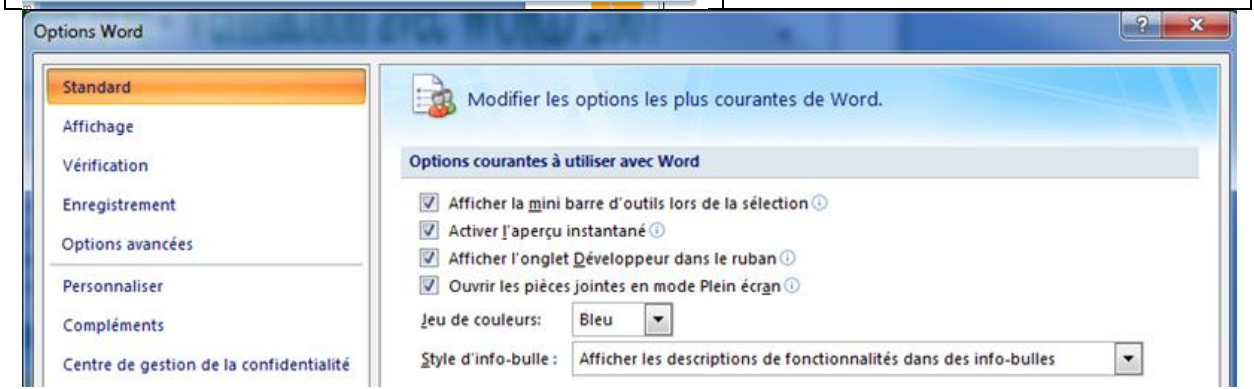 Options Word
Standard
Affichage
Vérification
Enregistrement
Options avancées
Personnaliser
Compléments
Centre de gestion de la confidentialité
Modifier les options les plus courantes de Word.
Options courantes à utiliser avec Word
Afficher la mini barre d'outils lors de la sélection
Activer l'aperçu instantané
Afficher l'onglet Développeur dans le ruban
Ouvrir les pièces jointes en mode Plein écran
Jeu de couleurs: Bleu
Style d'info-bulle : Afficher les descriptions de fonctionnalités dans des info-bulles